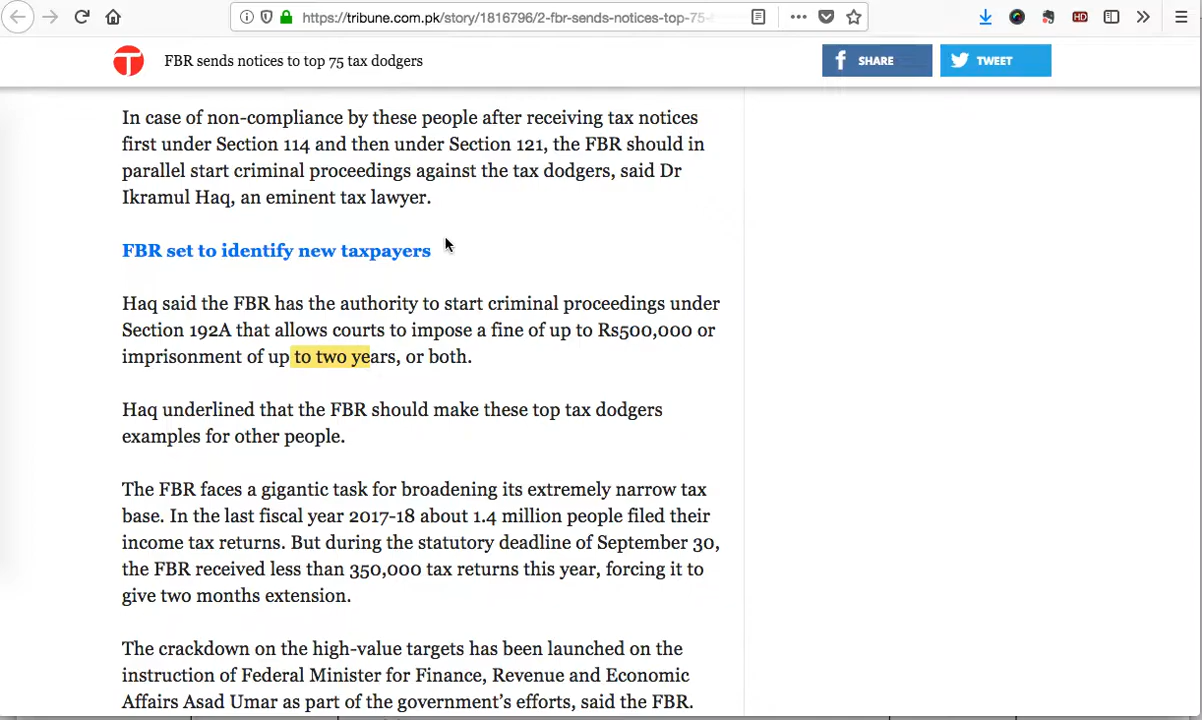 https://tribune.com.pk/story/1816796/2-fbr-sends-notices-top-75-
HD
FBR sends notices to top 75 tax dodgers
SHARE
TWEET
In case of non-compliance by these people after receiving tax notices
first under Section 114 and then under Section 121, the FBR should in
parallel start criminal proceedings against the tax dodgers, said Dr
Ikramul Haq, an eminent tax lawyer.
FBR set to identify new taxpayers
Haq said the FBR has the authority to start criminal proceedings under
Section 192A that allows courts to impose a fine of up to Rs500,000 or
imprisonment of up to two years, or both.
Haq underlined that the FBR should make these top tax dodgers
examples for other people.
The FBR faces a gigantic task for broadening its extremely narrow tax
base. In the last fiscal year 2017-18 about 1.4 million people filed their
income tax returns. But during the statutory deadline of September 30,
the FBR received less than 350,000 tax returns this year, forcing it to
give two months extension.
The crackdown on the high-value targets has been launched on the
instruction of Federal Minister for Finance, Revenue and Economic
Affairs Asad Umar as part of the government's efforts, said the FBR.